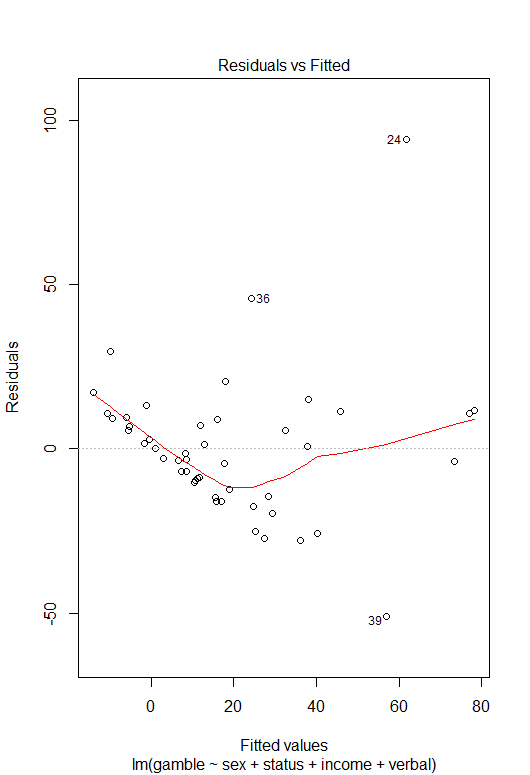 Residuals vs Fitted
100
50
0
-50
Residuals
24
36
39
0 20 40 60 80
Fitted values
lm(gamble ~ sex + status + income + verbal)